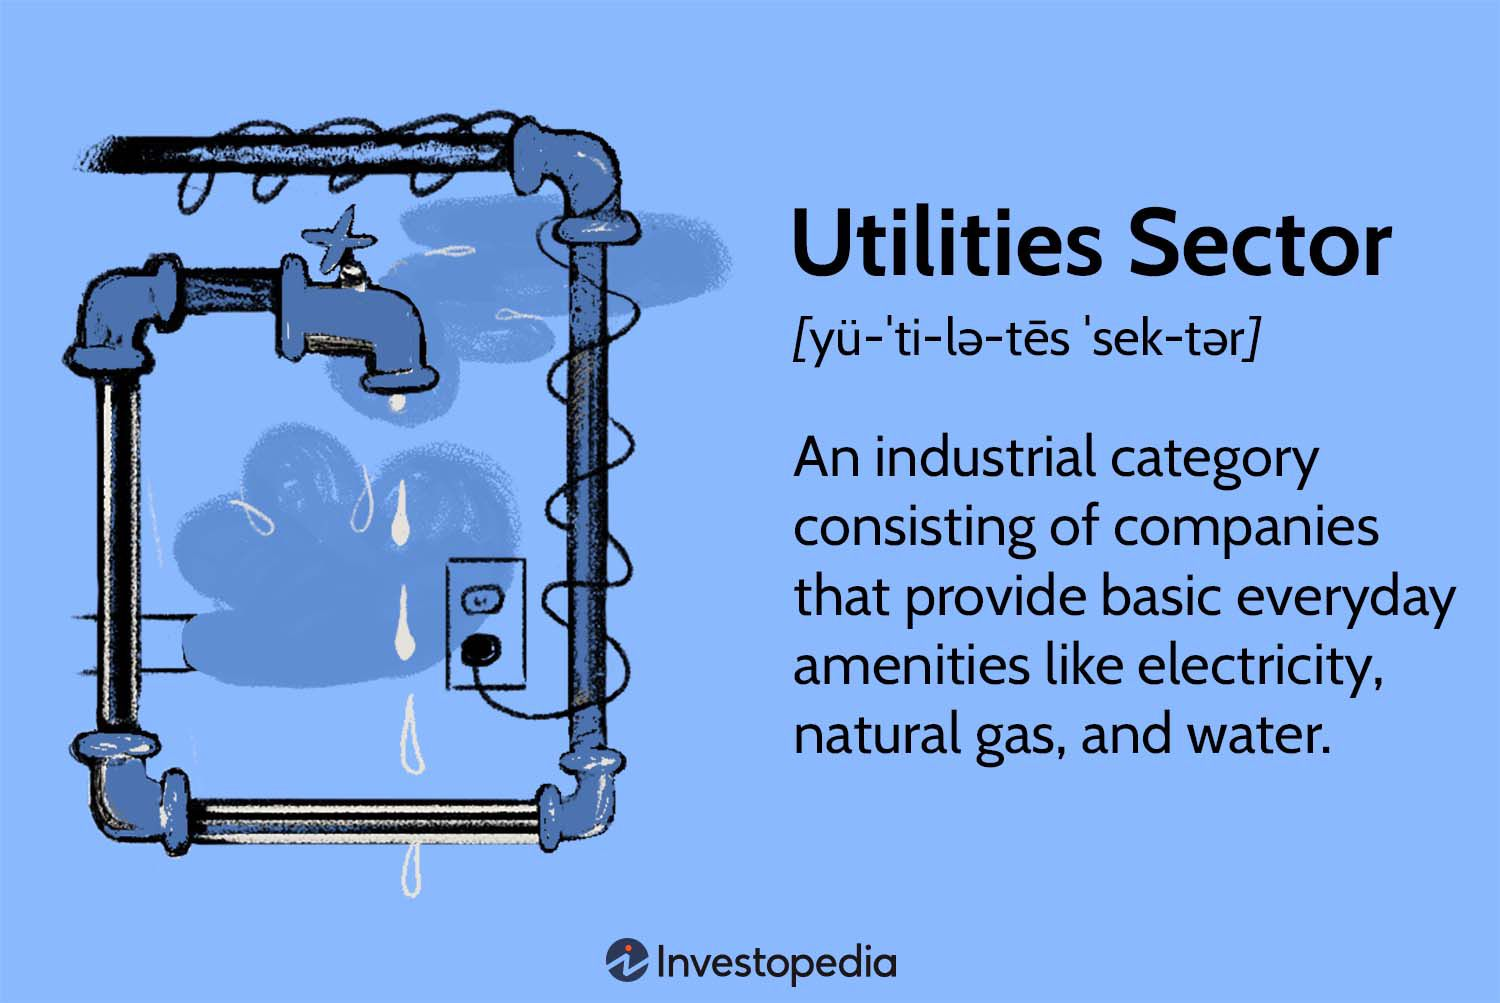 Utilities Sector
[yü-ˈti-lə-tēs ˈsek-tər]
An industrial category
consisting of companies
that provide basic everyday
amenities like electricity,
natural gas, and water.
Investopedia